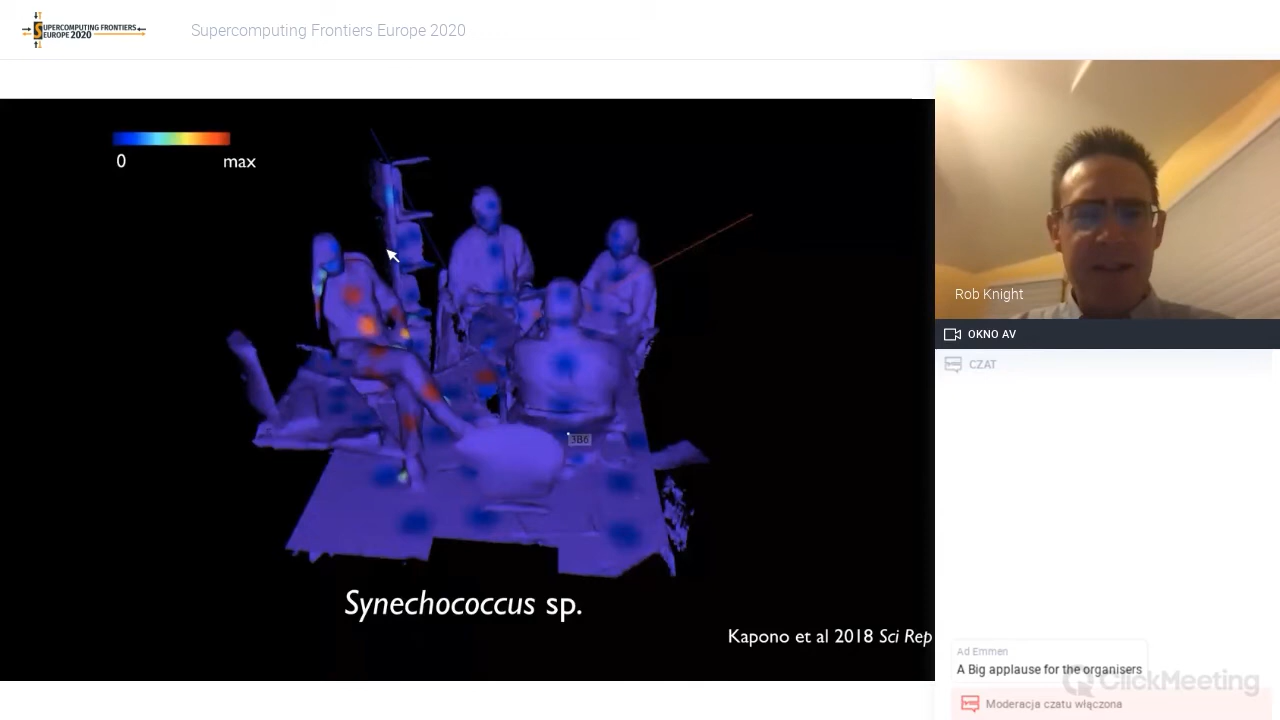 SUPERCOMPUTING FRONTIERS
EUROPE 2020
Supercomputing Frontiers Europe 2020
0 max
3B6
Synechococcus sp.
Kapono et al 2018 Sci Rep
Rob Knight
OKNO AV
CZAT
Ad Emmen
A Big applause for the organisers
ClickMeeting
Moderacja czatu włączona